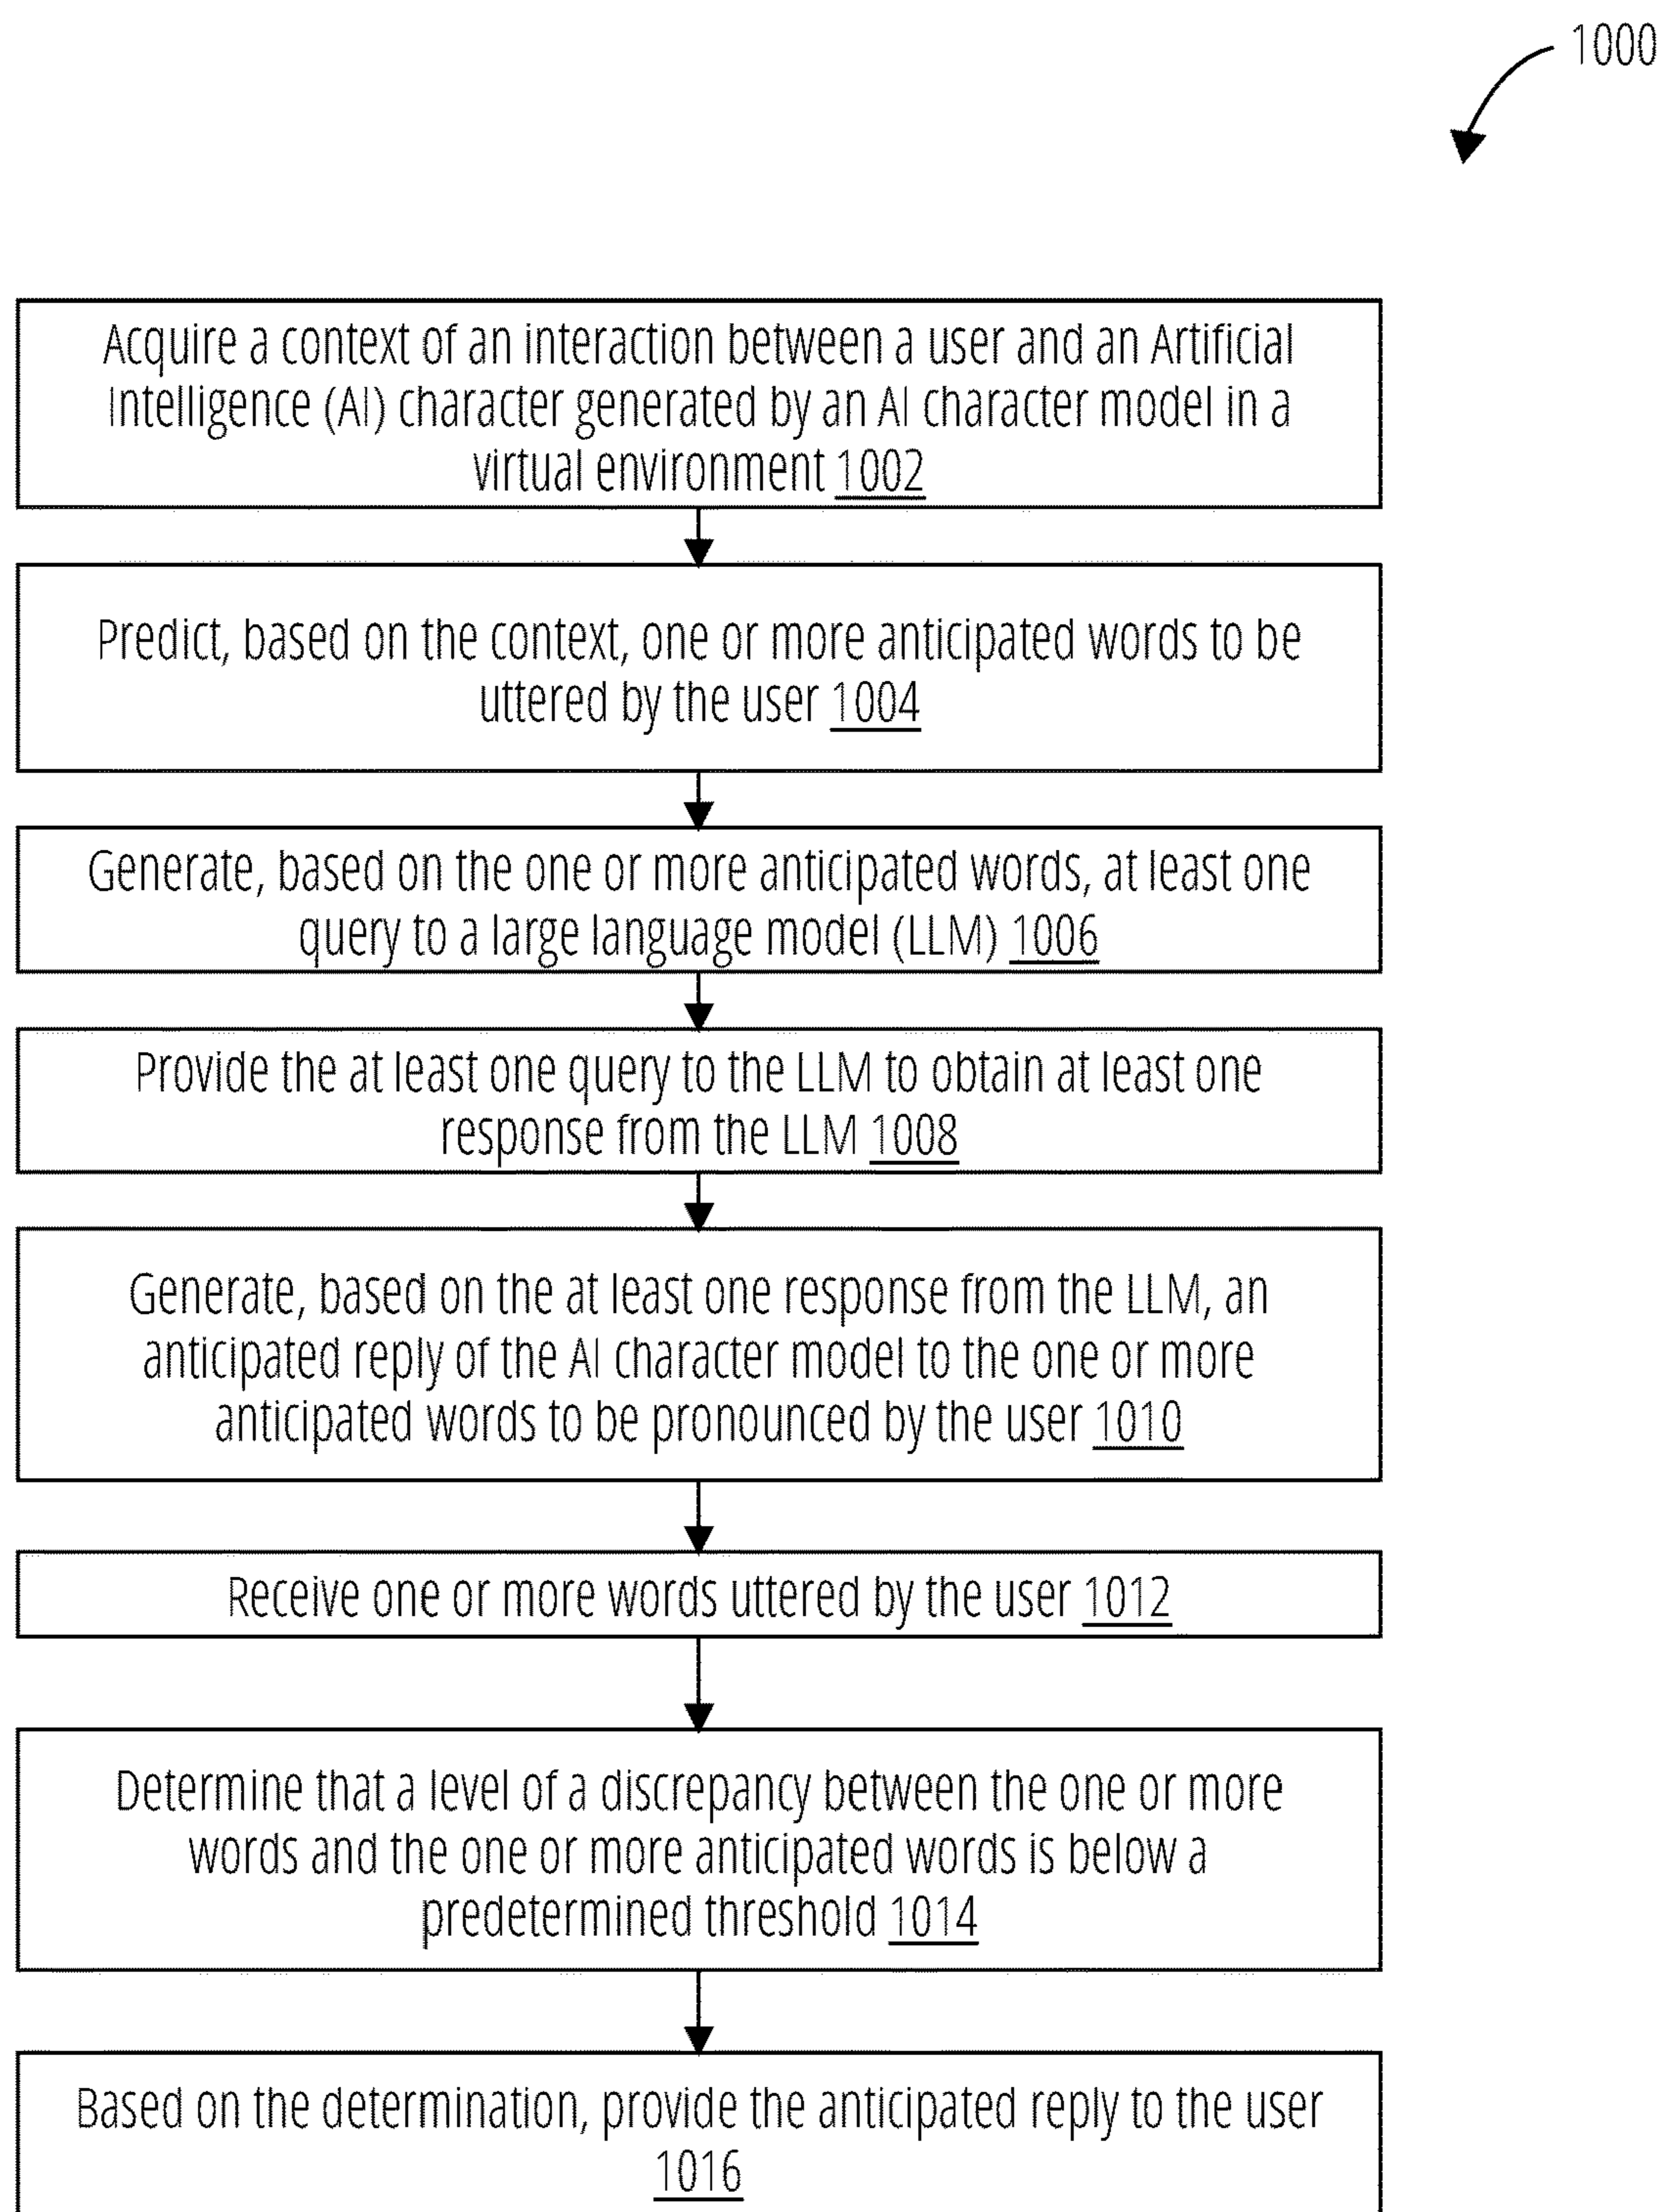 1000
Acquire a context of an interaction between a user and an Artificial
Intelligence (AI) character generated by an AI character model in a
virtual environment 1002
Predict, based on the context, one or more anticipated words to be
uttered by the user 1004
Generate, based on the one or more anticipated words, at least one
query to a large language model (LLM) 1006
Provide the at least one query to the LLM to obtain at least one
response from the LLM 1008
Generate, based on the at least one response from the LLM, an
anticipated reply of the AI character model to the one or more
anticipated words to be pronounced by the user 1010
Receive one or more words uttered by the user 1012
Determine that a level of a discrepancy between the one or more
words and the one or more anticipated words is below a
predetermined threshold 1014
Based on the determination, provide the anticipated reply to the user
1016